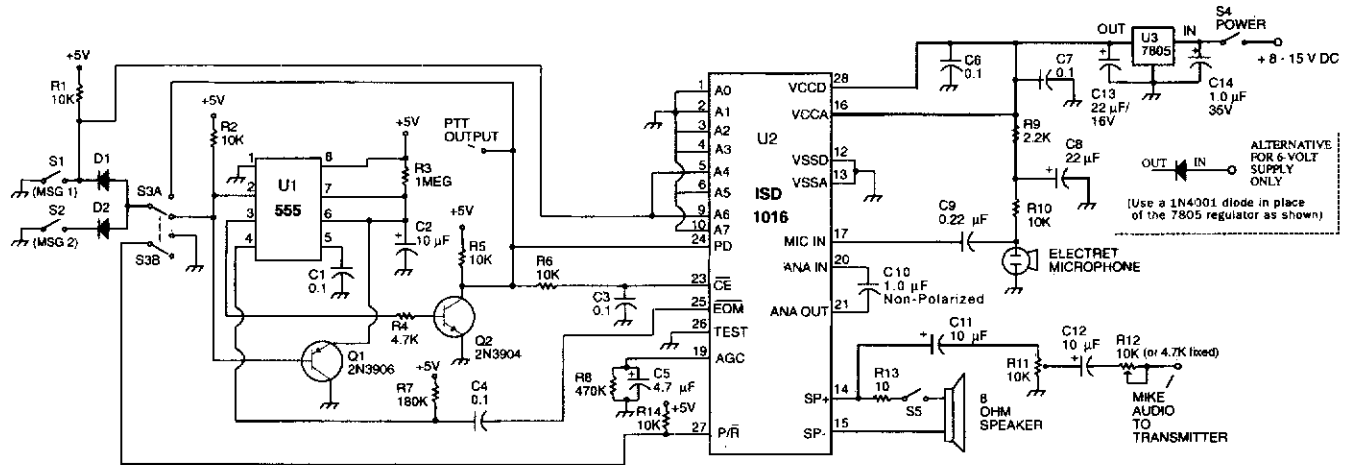 +5V
R1
10K
S1
(MSG 1)
D1
S2
(MSG 2)
D2
S3A
S3B
+5V
R2
10K
1
2
3
4
U1
555
8
7
6
5
+5V
R3
1MEG
C2
10 µF
+
C1
0.1
Q1
2N3906
R4
4.7K
Q2
2N3904
+5V
R5
10K
PTT
OUTPUT
R6
10K
C3
0.1
+5V
R7
180K
C4
0.1
R8
470K
+
C5
4.7 µF
R14
10K
+5V
1
2
3
4
5
6
9
10
24
23
25
26
19
27
A0
A1
A2
A3
A4
A5
A6
A7
PD
CE
EOM
TEST
AGC
P/R
U2
ISD
1016
VCCD
VCCA
VSSD
VSSA
MIC IN
ANA IN
ANA OUT
SP+
SP-
28
16
12
13
17
20
21
14
15
C6
0.1
C7
0.1
R9
2.2K
+
C8
22 µF
R10
10K
C9
0.22 µF
ELECTRET
MICROPHONE
C10
1.0 µF
Non-Polarized
OUT
U3
7805
IN
S4
POWER
+ 8 - 15 V DC
+
C13
22 µF/
16V
+
C14
1.0 µF
35V
OUT
IN
ALTERNATIVE
FOR 6-VOLT
SUPPLY
ONLY
(Use a 1N4001 diode in place
of the 7805 regulator as shown)
+
C11
10 µF
R13
10
S5
8
OHM
SPEAKER
R11
10K
C12
10 µF
+
R12
10K (or 4.7K fixed)
MIKE
AUDIO
TO
TRANSMITTER